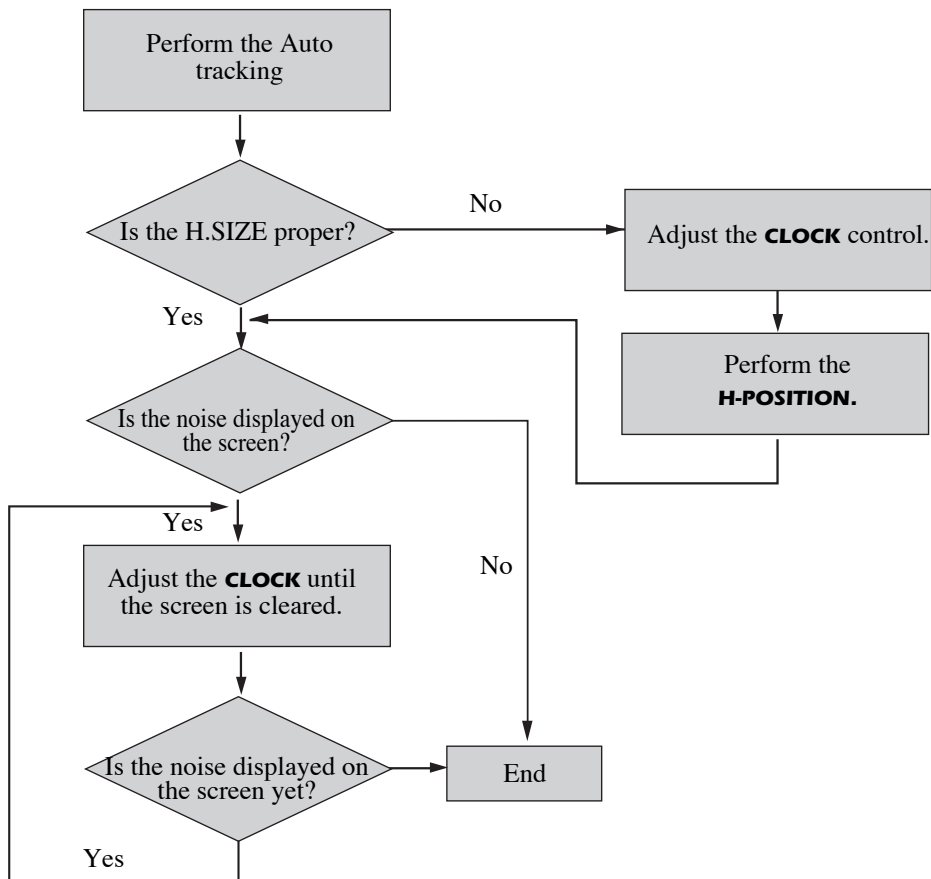 Perform the Auto
tracking
Is the H.SIZE proper?
No
Adjust the CLOCK control.
Yes
Perform the
H-POSITION.
Is the noise displayed on
the screen?
Yes
No
Adjust the CLOCK until
the screen is cleared.
Is the noise displayed on
the screen yet?
End
Yes